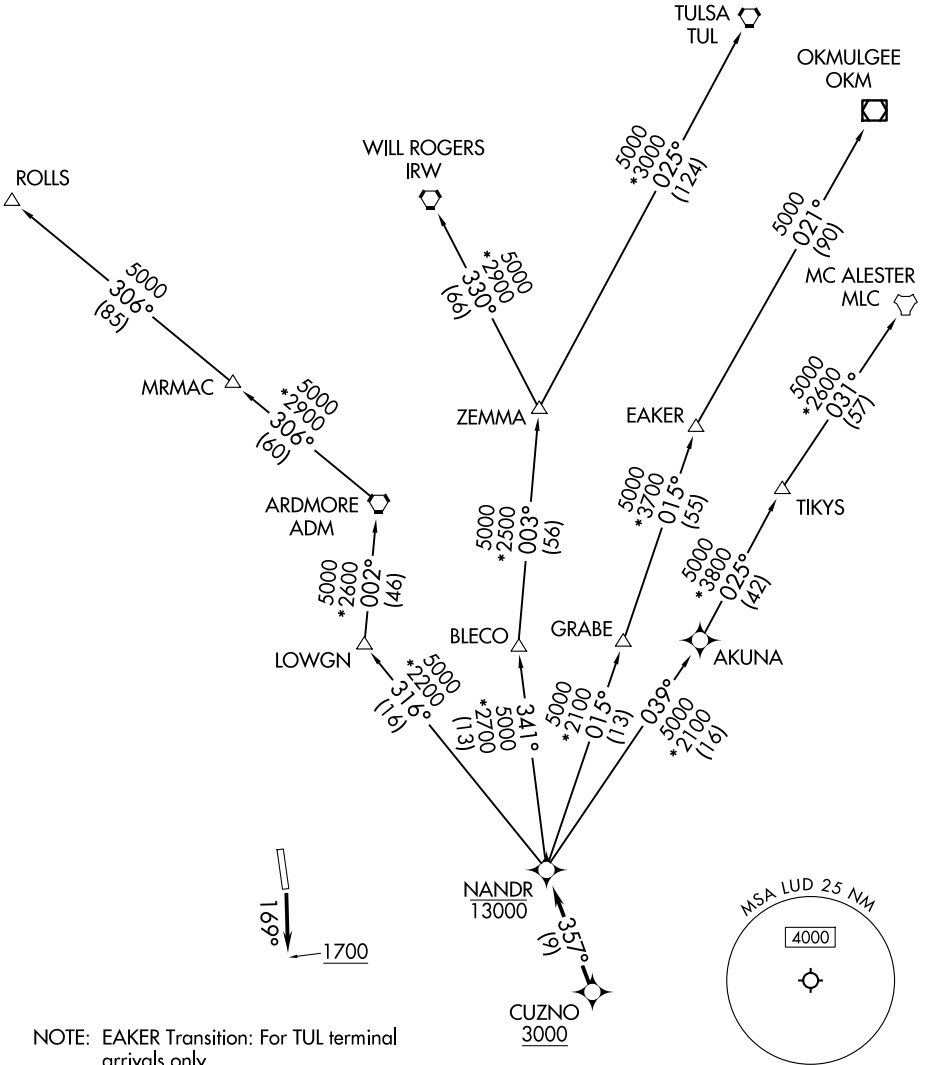 TULSA
TUL
OKMULGEE
OKM
WILL ROGERS
IRW
5000
*3000
025°
(124)
ROLLS
5000
021°
(90)
MC ALESTER
MLC
5000
*2900
330°
(66)
5000
306°
(85)
MRMAC
5000
*2900
306°
(60)
ZEMMA
EAKER
5000
*2600
031°
(57)
ARDMORE
ADM
5000
*2500
003°
(56)
5000
*3700
015°
(55)
TIKYS
5000
*2600
002°
(46)
5000
*3800
025°
(42)
LOWGN
BLECO
GRABE
AKUNA
5000
*2200
316°
(16)
341°
5000
*2700
(13)
5000
*2100
015°
(13)
039°
5000
*2100
(16)
NANDR
13000
169°
1700
357°
(9)
CUZNO
3000
MSA LUD 25 NM
4000
NOTE: EAKER Transition: For TUL terminal
arrivals only